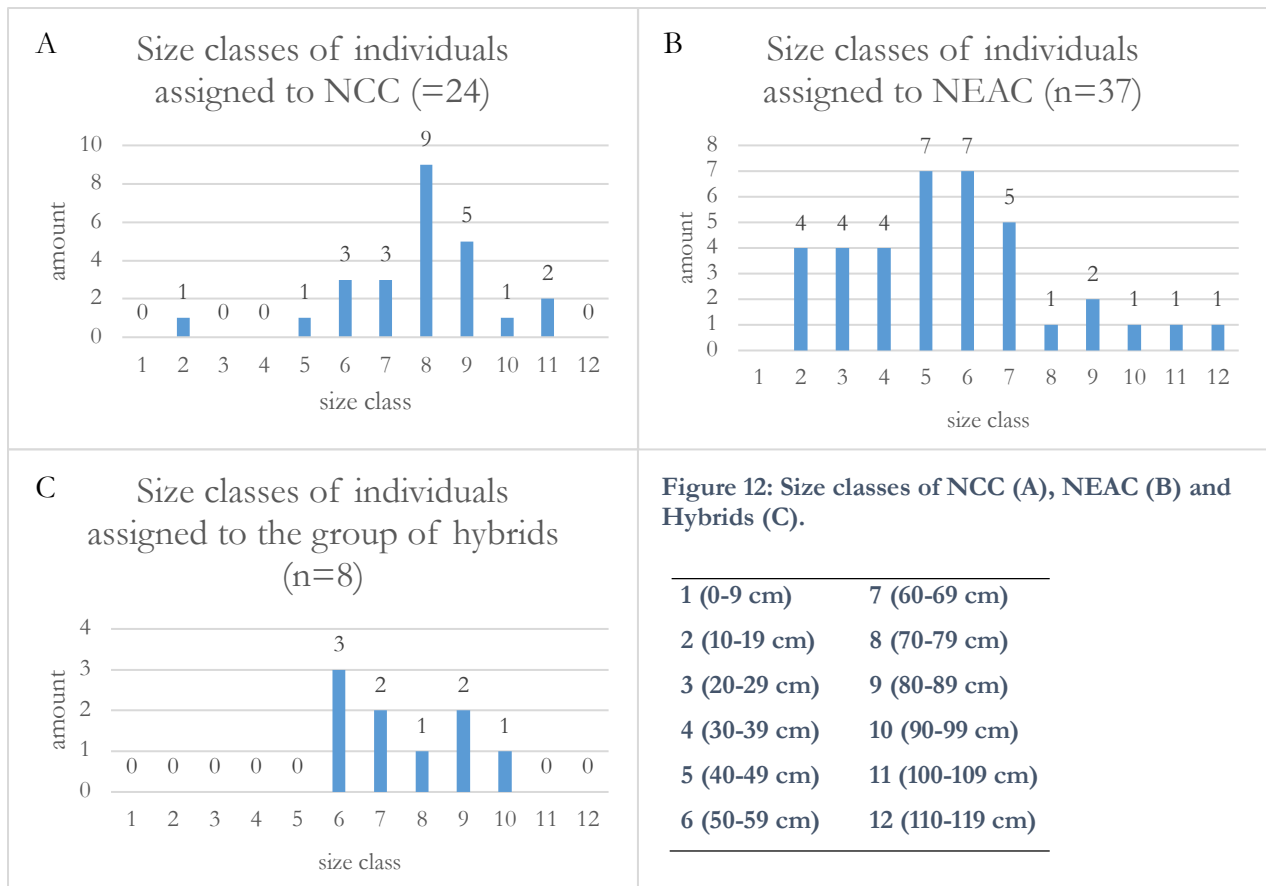 A
Size classes of individuals
assigned to NCC (=24)
amount
10
8
6
4
2
0
0
1
0
0
1
3
3
9
5
1
2
0
1 2 3 4 5 6 7 8 9 10 11 12
size class
B
Size classes of individuals
assigned to NEAC (n=37)
amount
8
7
6
5
4
3
2
1
0
4
4
4
7
7
5
1
2
1
1
1
1 2 3 4 5 6 7 8 9 10 11 12
size class
C
Size classes of individuals
assigned to the group of hybrids
(n=8)
amount
4
3
2
1
0
0
0
0
0
0
3
2
1
2
1
0
0
1 2 3 4 5 6 7 8 9 10 11 12
size class
Figure 12: Size classes of NCC (A), NEAC (B) and
Hybrids (C).
1 (0-9 cm) 7 (60-69 cm)
2 (10-19 cm) 8 (70-79 cm)
3 (20-29 cm) 9 (80-89 cm)
4 (30-39 cm) 10 (90-99 cm)
5 (40-49 cm) 11 (100-109 cm)
6 (50-59 cm) 12 (110-119 cm)